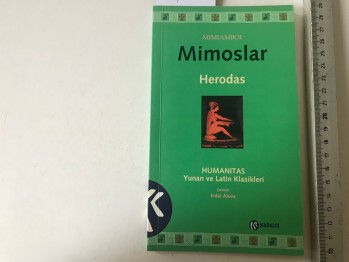 MIMIAMBOI
Mimoslar
Herodas
HUMANITAS
Yunan ve Latin Klasikleri
K
KABALCI